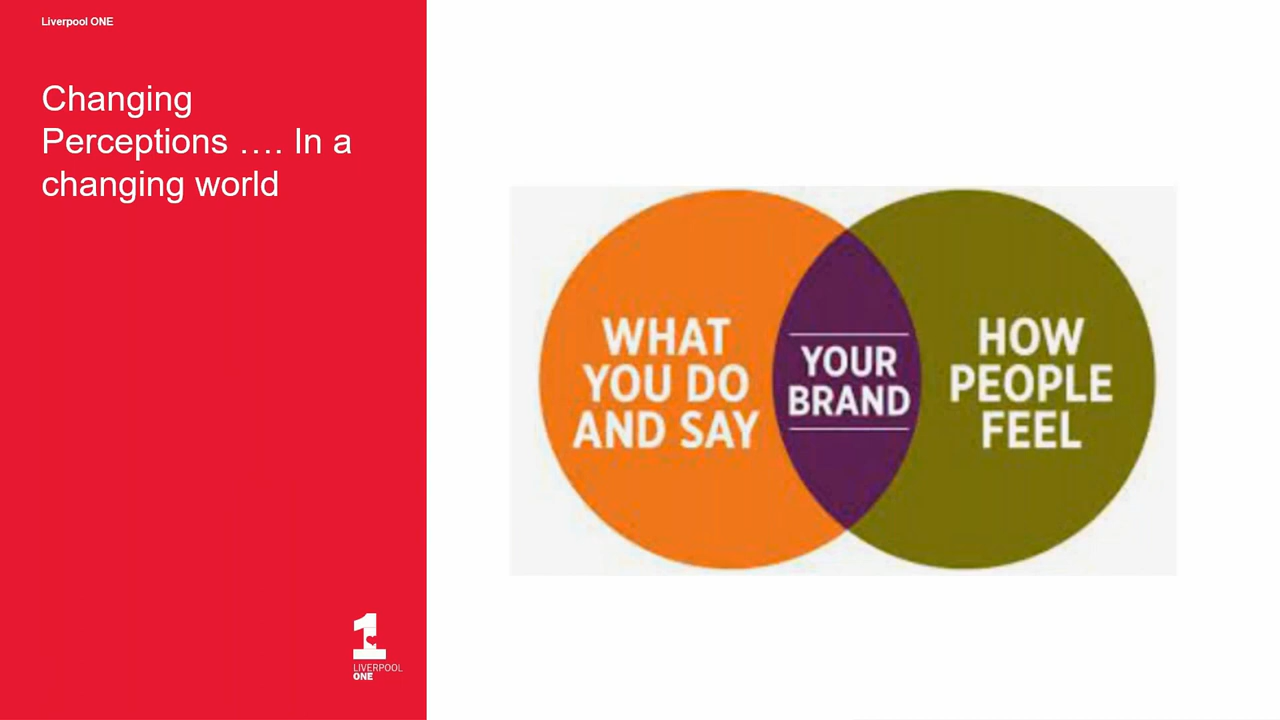 Liverpool ONE
Changing
Perceptions …. In a
changing world
WHAT
YOU DO
AND SAY
YOUR
BRAND
HOW
PEOPLE
FEEL
1
LIVERPOOL
ONE